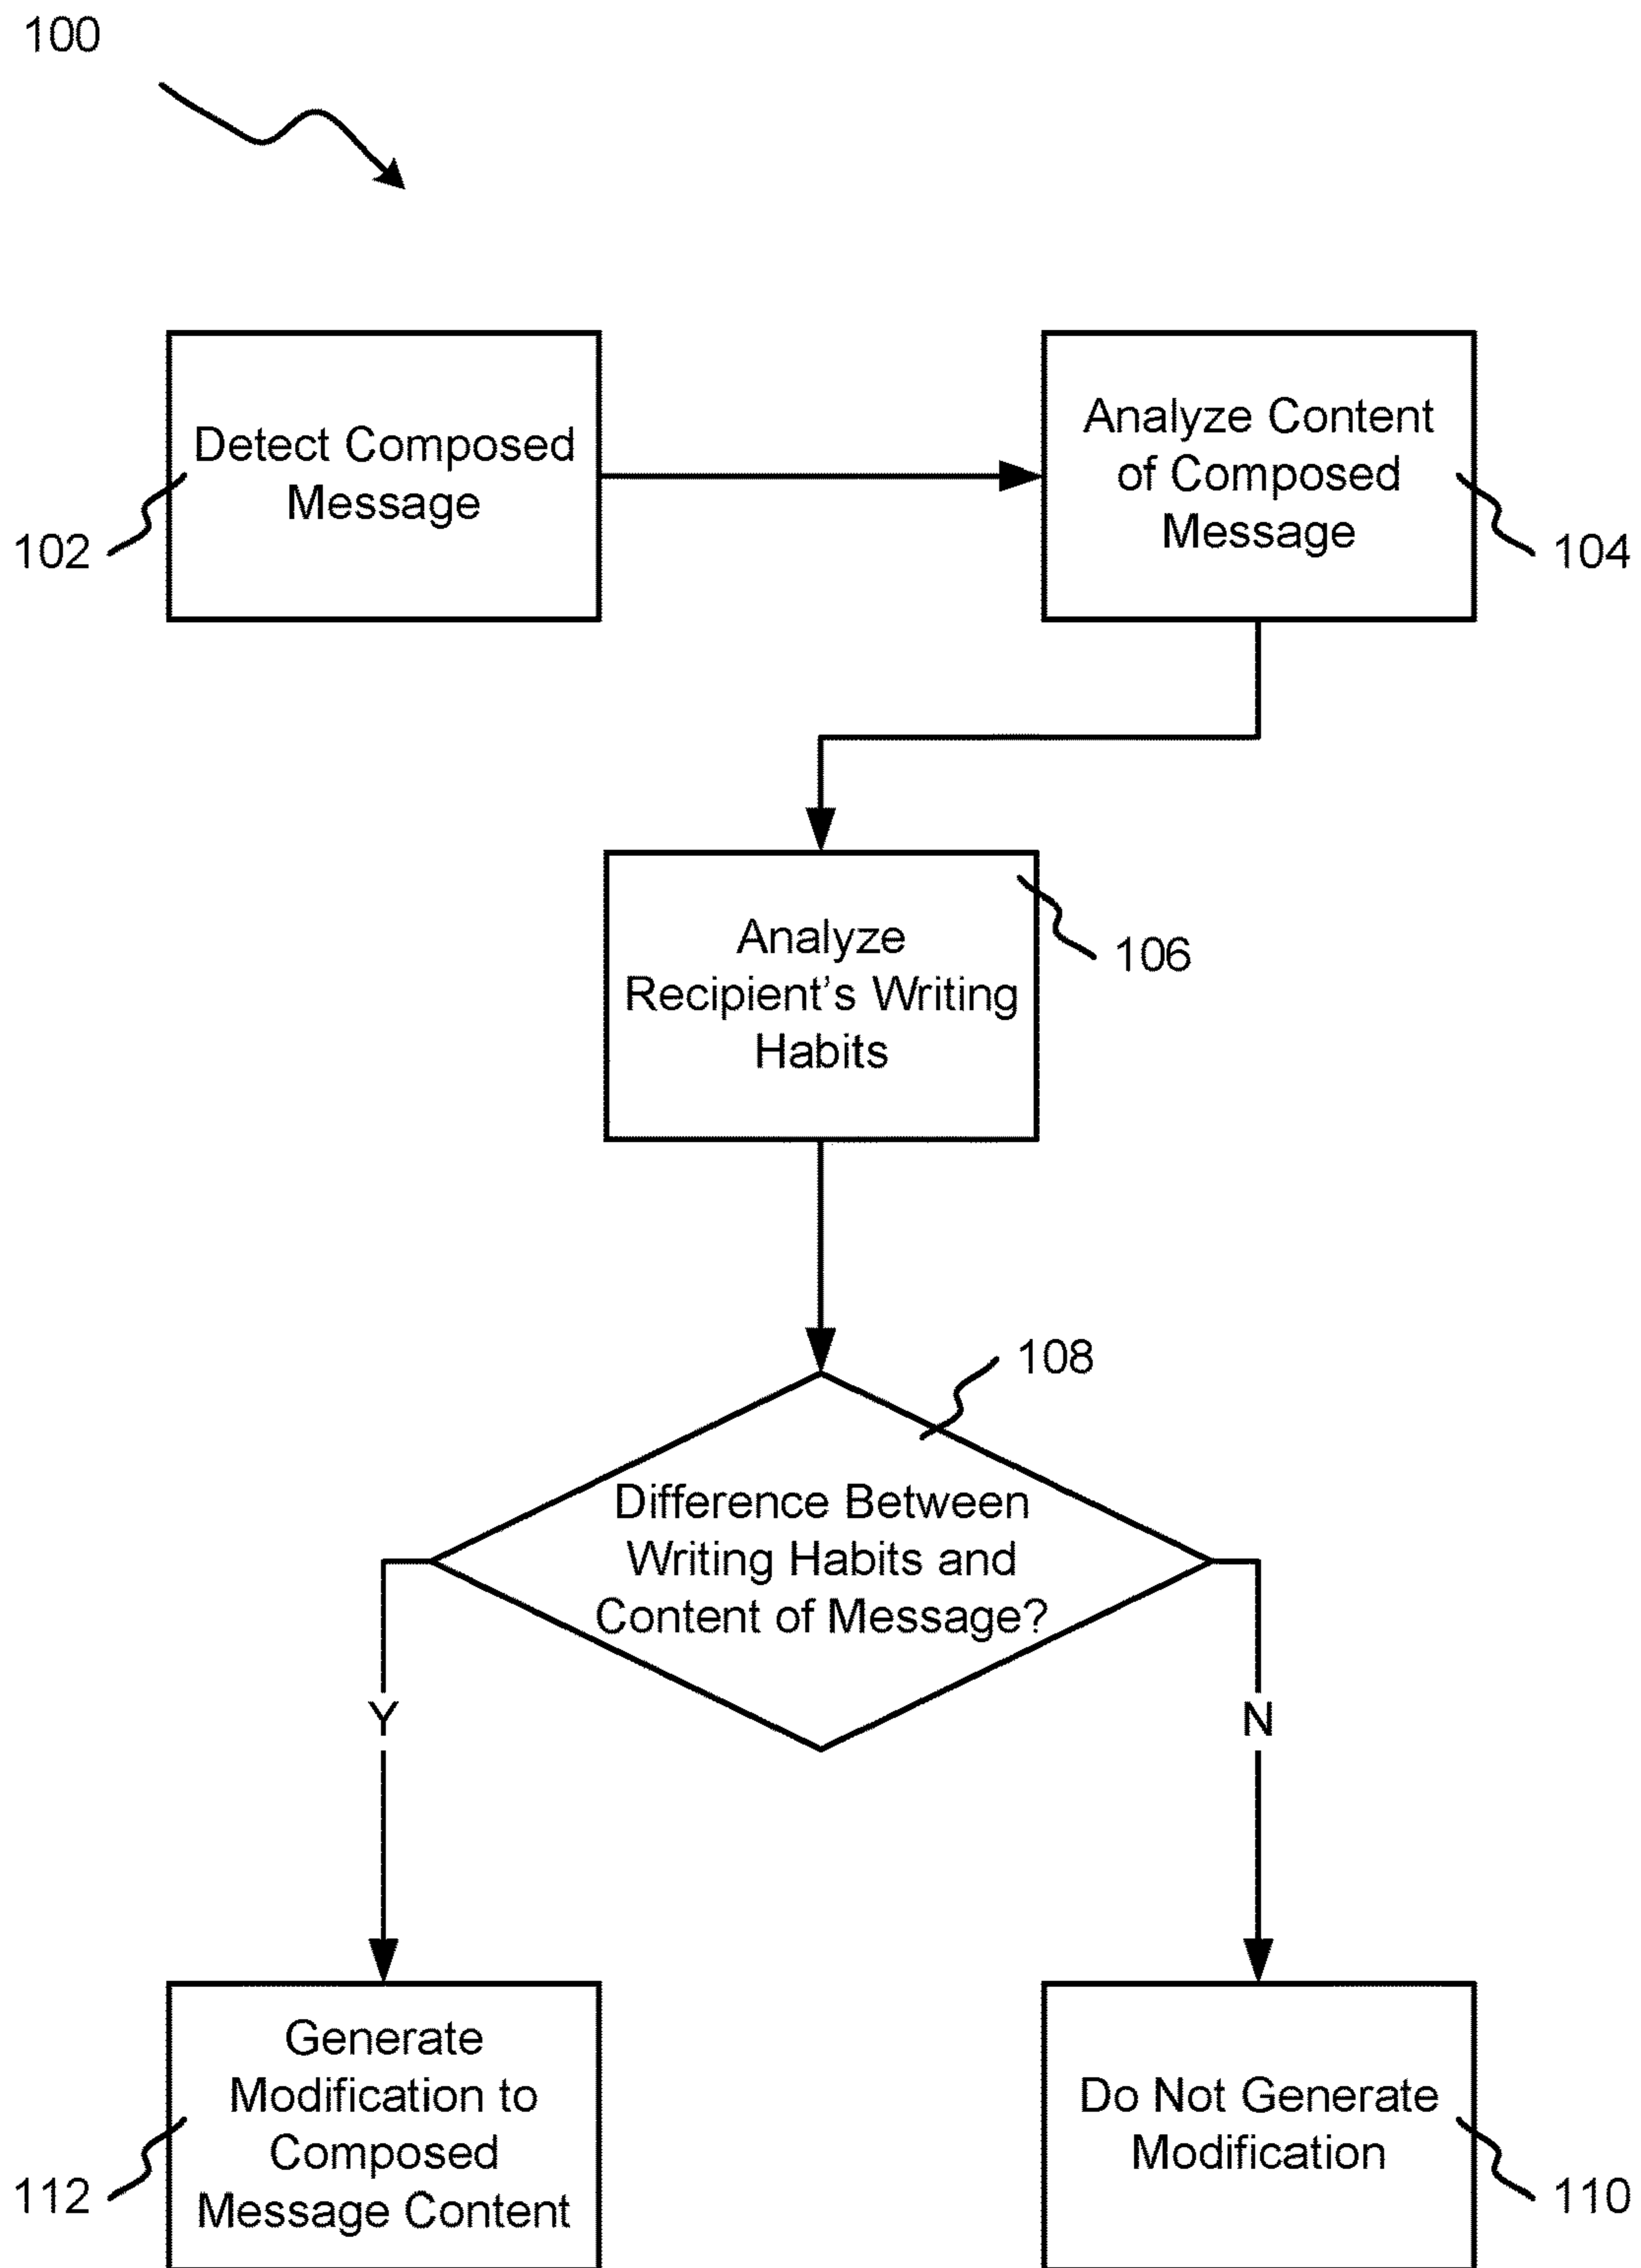 100
Detect Composed
Message
102
Analyze Content
of Composed
Message
104
Analyze
Recipient’s Writing
Habits
106
108
Difference Between
Writing Habits and
Content of Message?
Y
N
Generate
Modification to
Composed
Message Content
112
Do Not Generate
Modification
110